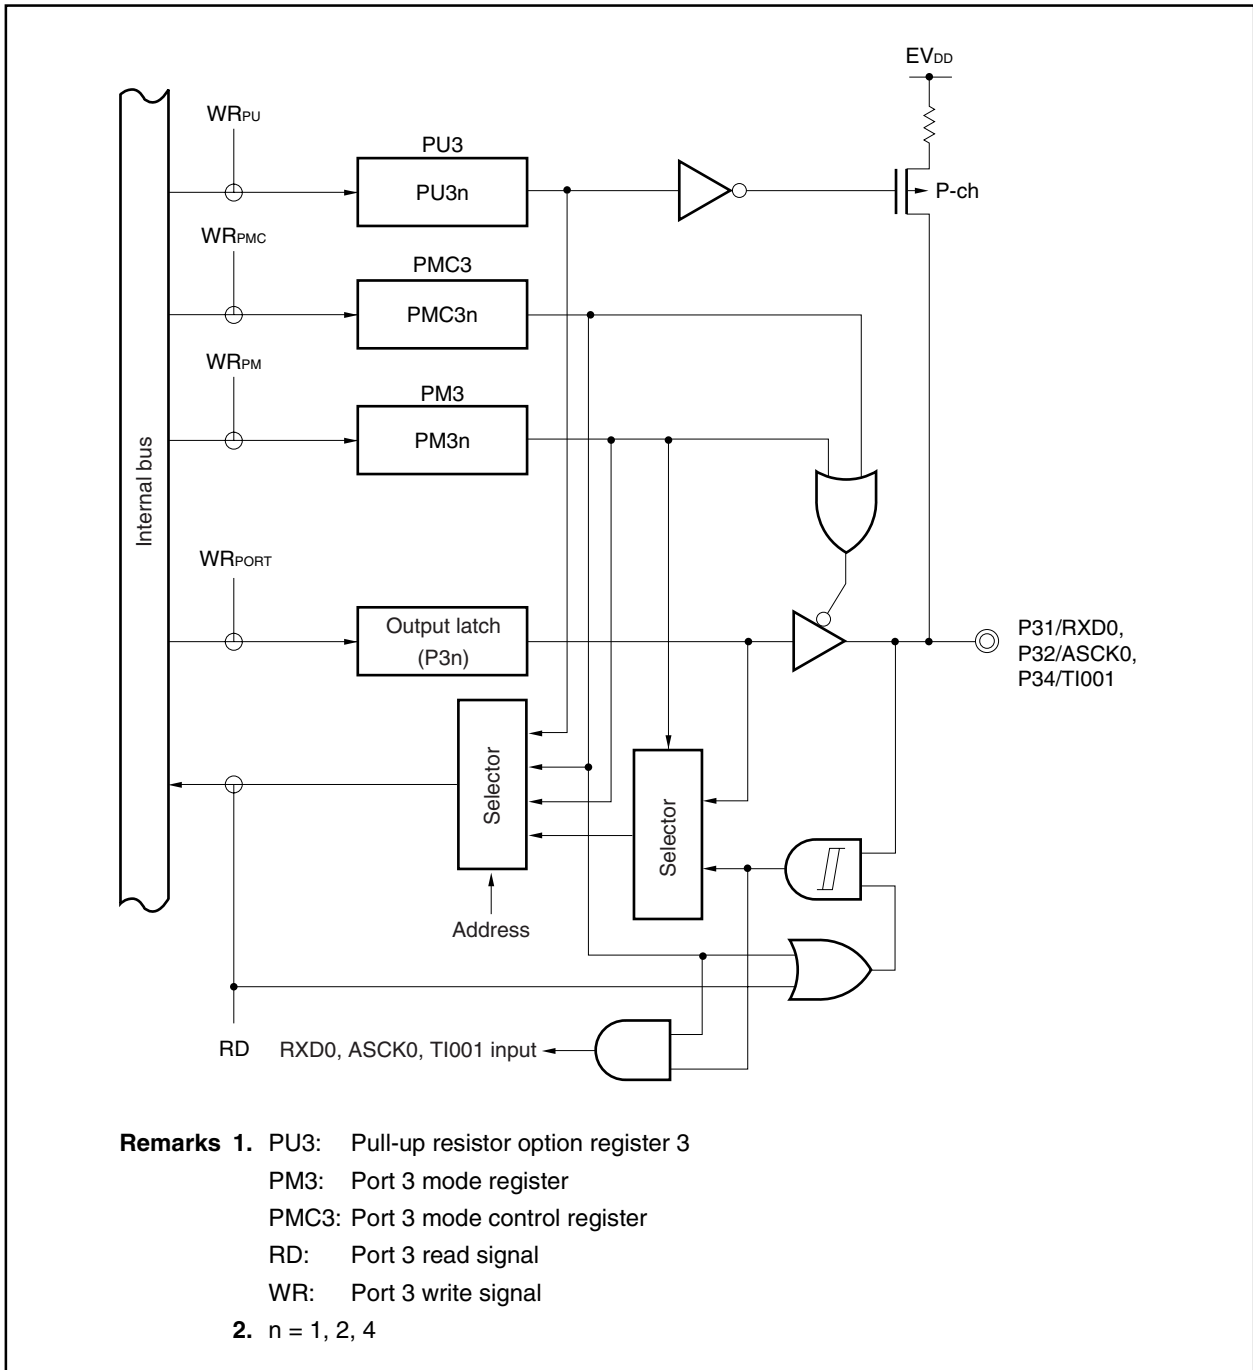 EVDD
WRPU
PU3
PU3n
P-ch
WRPMC
PMC3
PMC3n
WRPM
PM3
PM3n
Internal bus
WRPORT
Output latch
(P3n)
P31/RXD0,
P32/ASCK0,
P34/TI001
Selector
Selector
Address
RD
RXD0, ASCK0, TI001 input
Remarks 1. PU3: Pull-up resistor option register 3
PM3: Port 3 mode register
PMC3: Port 3 mode control register
RD: Port 3 read signal
WR: Port 3 write signal
2. n = 1, 2, 4